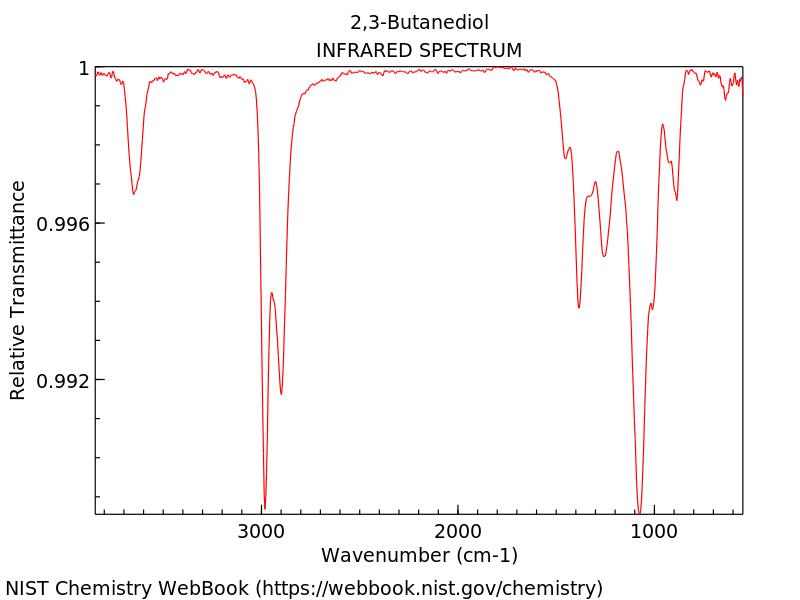 2,3-Butanediol
INFRARED SPECTRUM
1
0.996
0.992
Relative Transmittance
3000 2000 1000
Wavenumber (cm-1)
NIST Chemistry WebBook (https://webbook.nist.gov/chemistry)